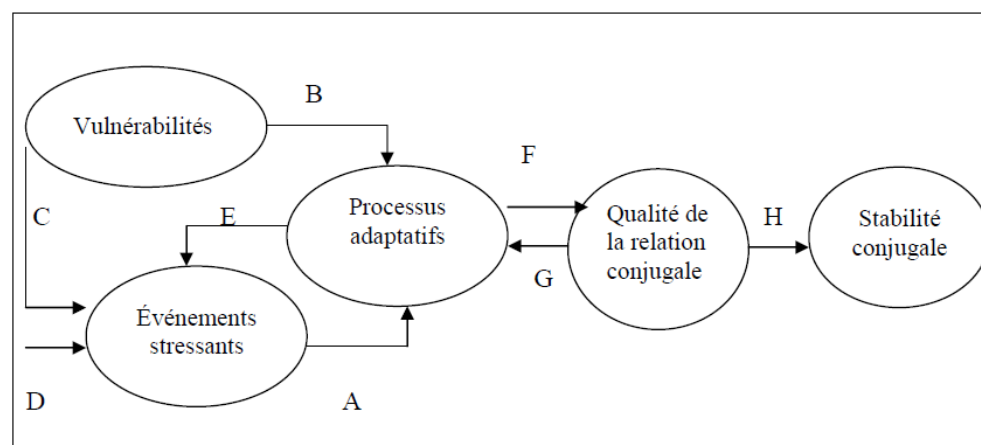 B
Vulnérabilités
F
C
E
Processus
adaptatifs
Qualité de
la relation
conjugale
H
Stabilité
conjugale
G
Événements
stressants
D
A